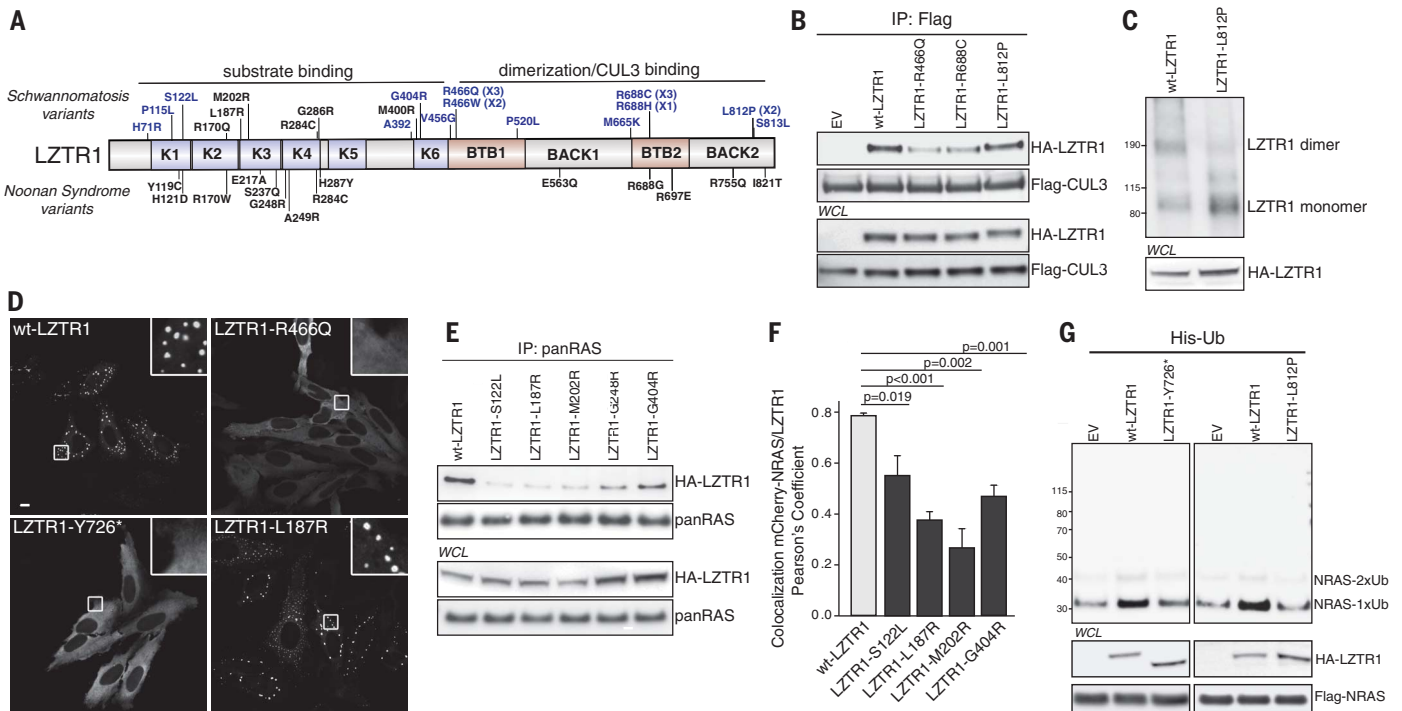 A
substrate binding
dimerization/CUL3 binding
Schwannomatosis
variants
H71R
P115L
S122L
R170Q
L187R
M202R
R284C
G286R
A392
M400R
G404R
V456G
R466Q (X3)
R466W (X2)
P520L
M665K
R688C (X3)
R688H (X1)
L812P (X2)
S813L
LZTR1
K1
K2
K3
K4
K5
K6
BTB1
BACK1
BTB2
BACK2
Noonan Syndrome
variants
Y119C
H121D
R170W
E217A
S237Q
G248R
A249R
H287Y
R284C
E563Q
R688G
R697E
R755Q
I821T
B
IP: Flag
EV
wt-LZTR1
LZTR1-R466Q
LZTR1-R688C
LZTR1-L812P
HA-LZTR1
Flag-CUL3
WCL
HA-LZTR1
Flag-CUL3
C
wt-LZTR1
LZTR1-L812P
190
115
80
LZTR1 dimer
LZTR1 monomer
WCL
HA-LZTR1
D
wt-LZTR1
LZTR1-R466Q
LZTR1-Y726*
LZTR1-L187R
E
IP: panRAS
wt-LZTR1
LZTR1-S122L
LZTR1-L187R
LZTR1-M202R
LZTR1-G248R
LZTR1-G404R
HA-LZTR1
panRAS
WCL
HA-LZTR1
panRAS
F
p=0.001
p=0.002
p<0.001
p=0.019
Colocalization mCherry-NRAS/LZTR1
Pearson's Coefficient
0.8
0.6
0.4
0.2
0.0
wt-LZTR1
LZTR1-S122L
LZTR1-L187R
LZTR1-M202R
LZTR1-G404R
G
His-Ub
EV
wt-LZTR1
LZTR1-Y726*
EV
wt-LZTR1
LZTR1-L812P
115
80
70
50
40
30
NRAS-2xUb
NRAS-1xUb
WCL
HA-LZTR1
Flag-NRAS